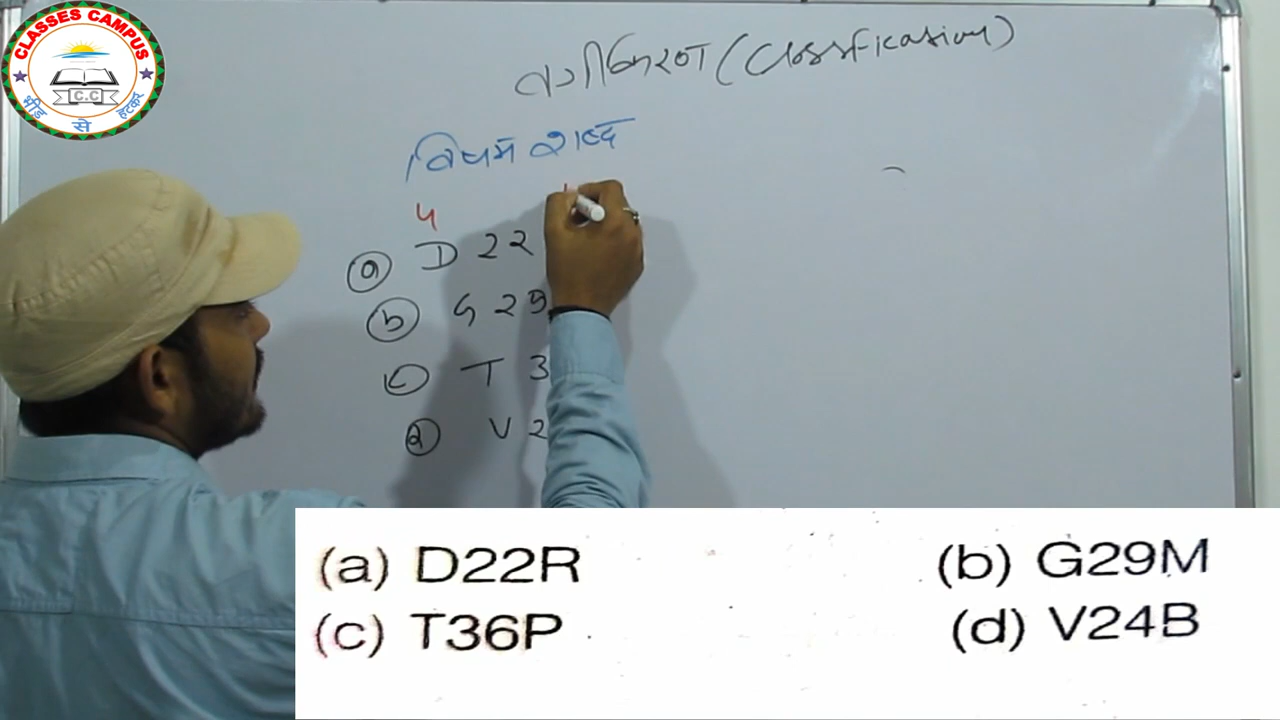 CLASSES CAMPUS
C.C
भीड़ से हटकर
वर्गीकरण (Classification)
विषम शब्द
4
(a) D 22
(b) G 29
(c) T 3
(d) V 2
(a) D22R (b) G29M
(c) T36P (d) V24B